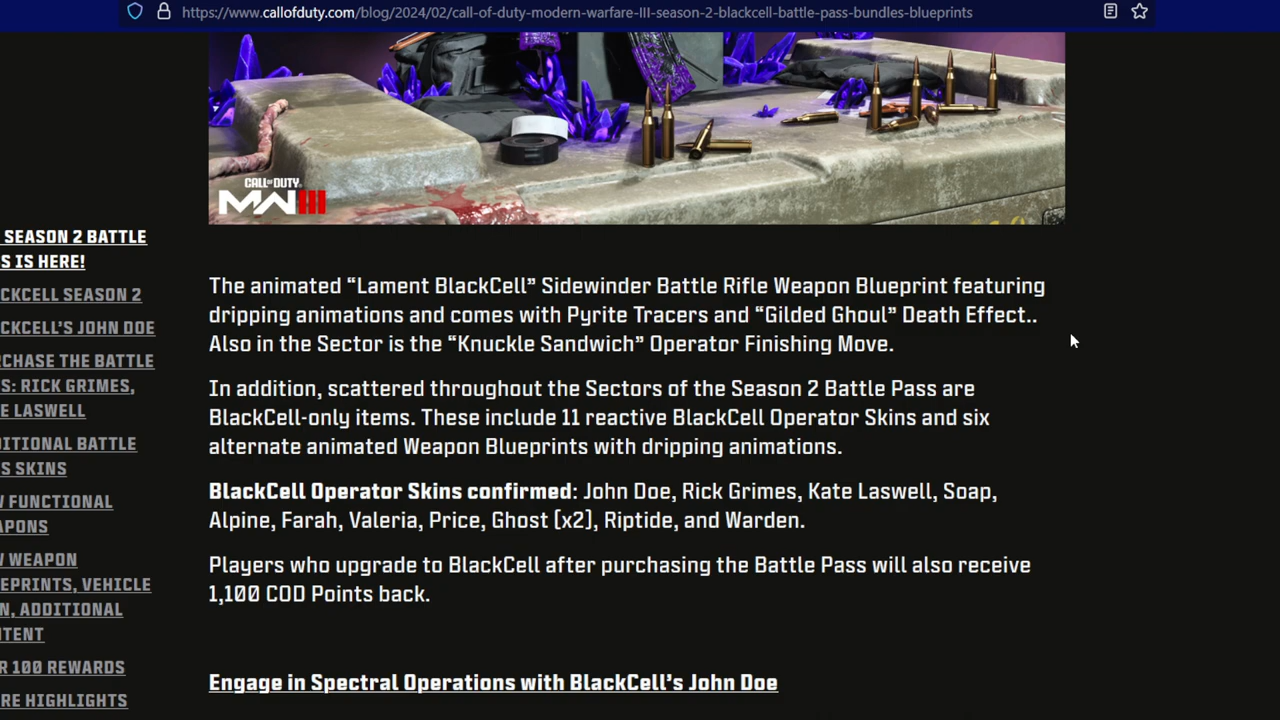 https://www.callofduty.com/blog/2024/02/call-of-duty-modern-warfare-III-season-2-blackcell-battle-pass-bundles-blueprints
CALL OF DUTY
MWIII
SEASON 2 BATTLE
S IS HERE!
CKCELL SEASON 2
CKCELL'S JOHN DOE
RCHASE THE BATTLE
S: RICK GRIMES,
E LASWELL
DITIONAL BATTLE
S SKINS
W FUNCTIONAL
APONS
W WEAPON
EPRINTS, VEHICLE
N, ADDITIONAL
NTENT
R 100 REWARDS
RE HIGHLIGHTS
The animated “Lament BlackCell” Sidewinder Battle Rifle Weapon Blueprint featuring
dripping animations and comes with Pyrite Tracers and “Gilded Ghoul” Death Effect..
Also in the Sector is the “Knuckle Sandwich” Operator Finishing Move.
In addition, scattered throughout the Sectors of the Season 2 Battle Pass are
BlackCell-only items. These include 11 reactive BlackCell Operator Skins and six
alternate animated Weapon Blueprints with dripping animations.
BlackCell Operator Skins confirmed: John Doe, Rick Grimes, Kate Laswell, Soap,
Alpine, Farah, Valeria, Price, Ghost (x2), Riptide, and Warden.
Players who upgrade to BlackCell after purchasing the Battle Pass will also receive
1,100 COD Points back.
Engage in Spectral Operations with BlackCell's John Doe